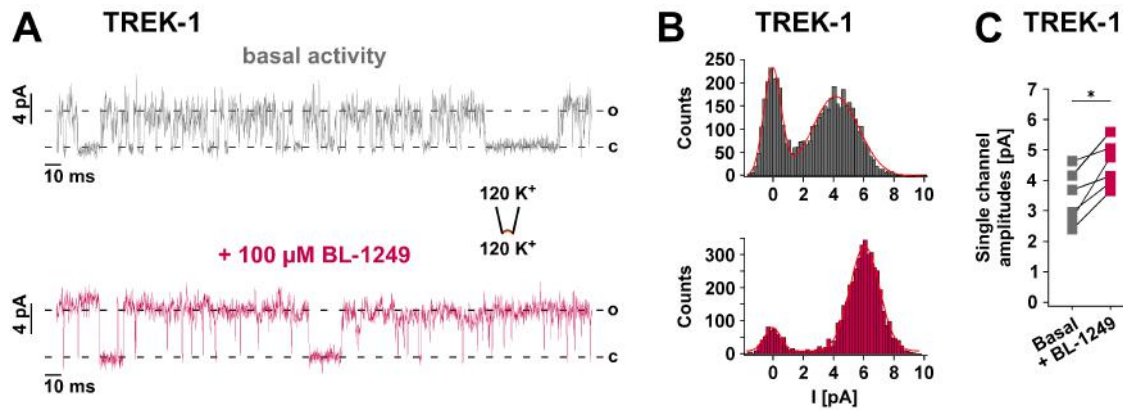 A TREK-1
basal activity
4 pA
o
c
10 ms
120 K⁺
120 K⁺
+ 100 µM BL-1249
4 pA
o
c
10 ms
B TREK-1
Counts
250
200
150
100
50
0
0 2 4 6 8 10
Counts
300
200
100
0
0 2 4 6 8 10
I [pA]
C TREK-1
*
Single channel
amplitudes [pA]
7
6
5
4
3
2
1
0
Basal
+ BL-1249